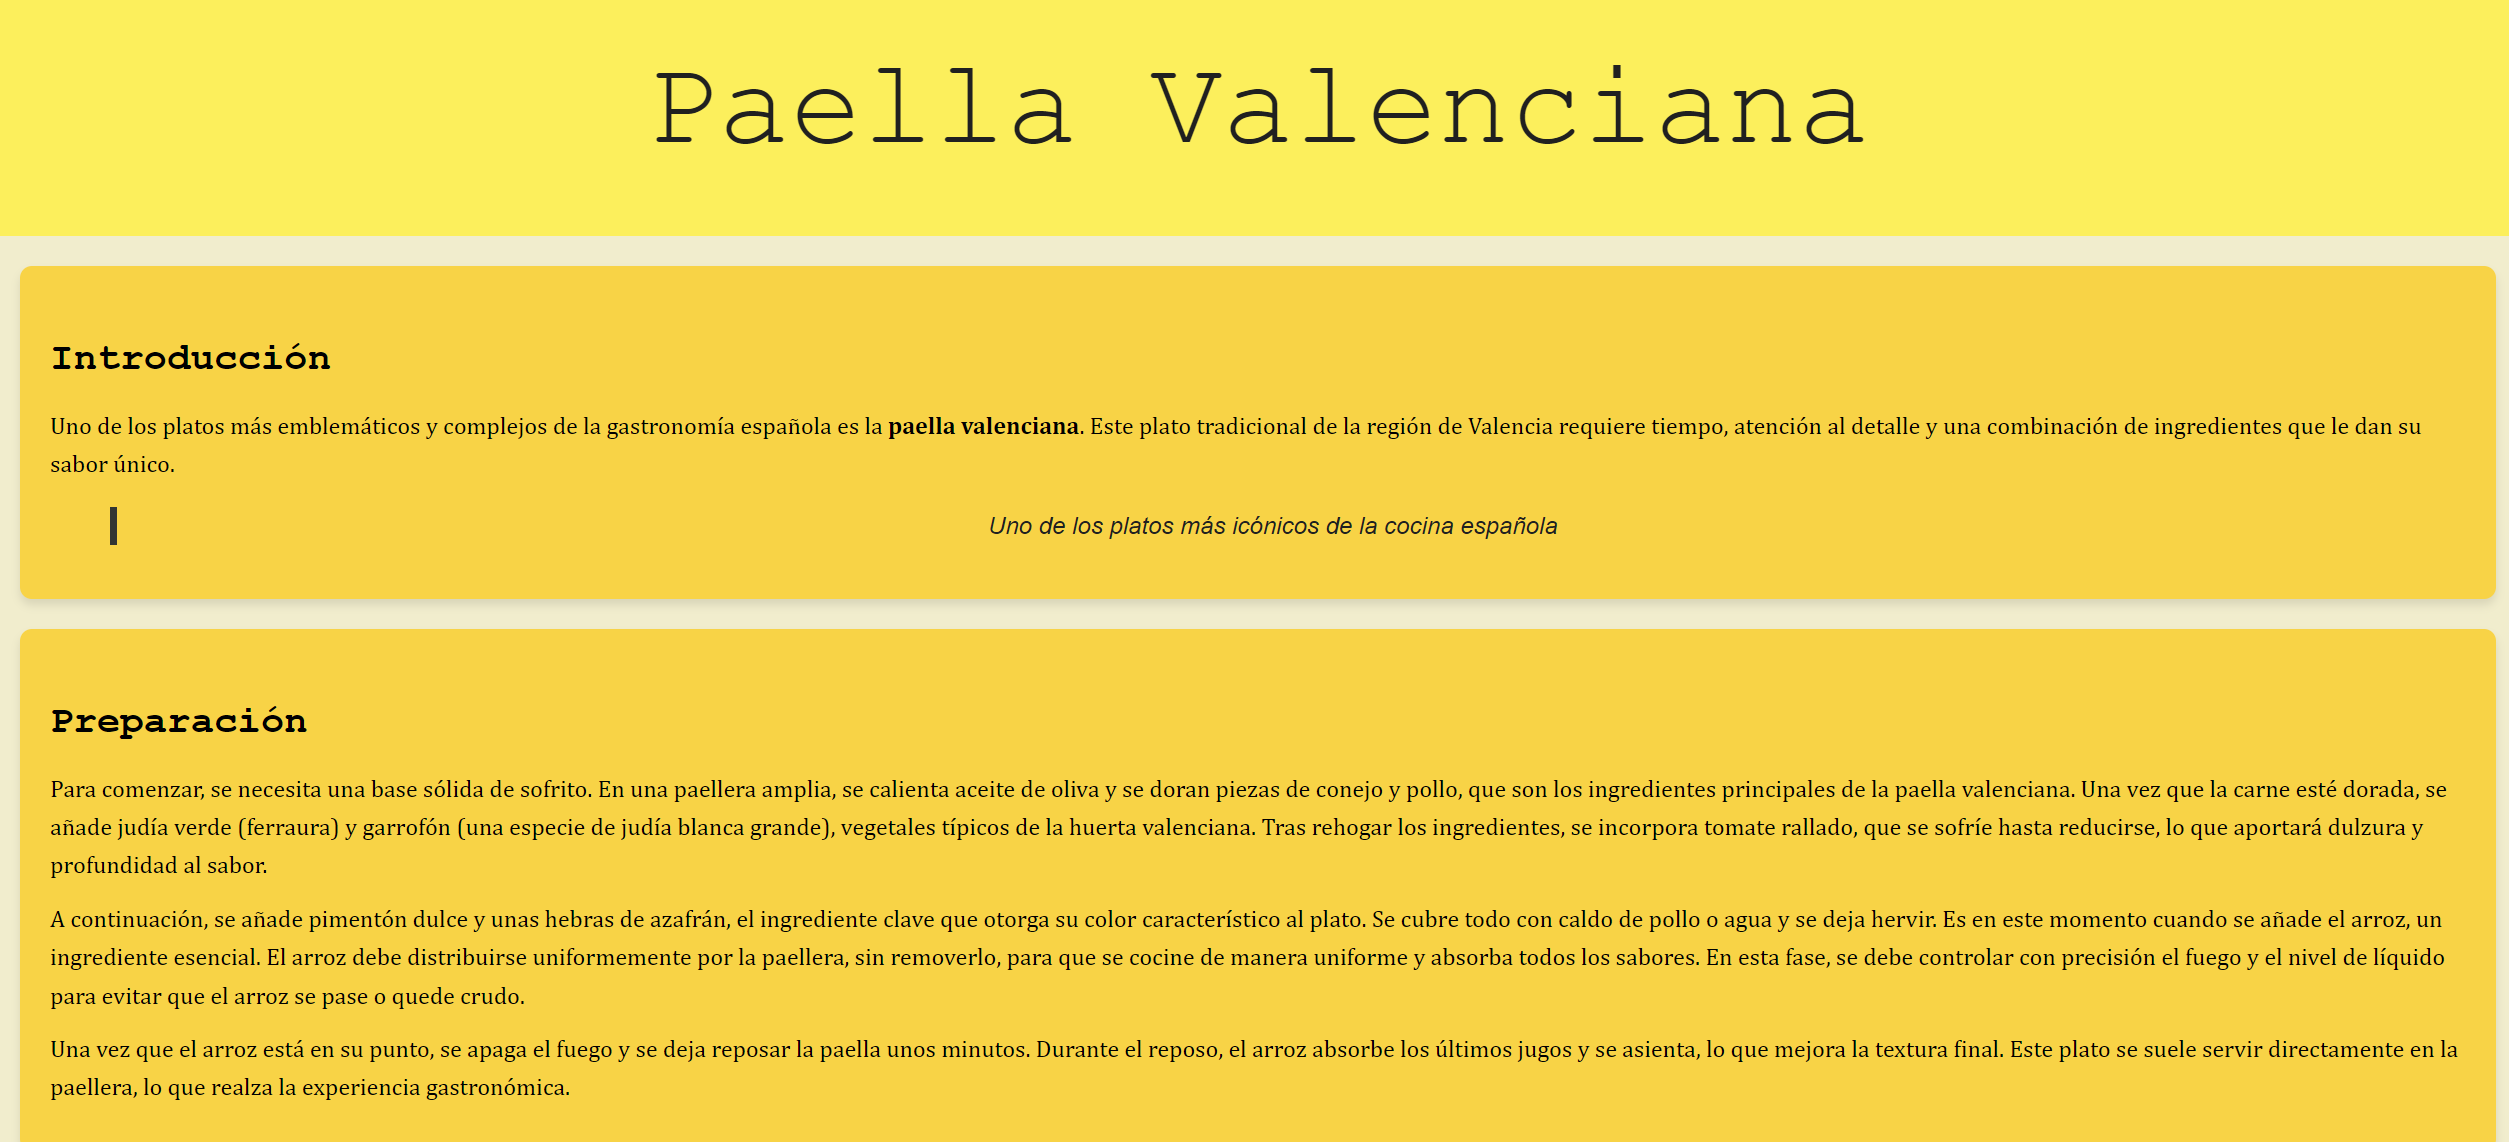 Paella Valenciana
Introducción
Uno de los platos más emblemáticos y complejos de la gastronomía española es la paella valenciana. Este plato tradicional de la región de Valencia requiere tiempo, atención al detalle y una combinación de ingredientes que le dan su
sabor único.
Uno de los platos más icónicos de la cocina española
Preparación
Para comenzar, se necesita una base sólida de sofrito. En una paellera amplia, se calienta aceite de oliva y se doran piezas de conejo y pollo, que son los ingredientes principales de la paella valenciana. Una vez que la carne esté dorada, se
añade judía verde (ferraura) y garrofón (una especie de judía blanca grande), vegetales típicos de la huerta valenciana. Tras rehogar los ingredientes, se incorpora tomate rallado, que se sofríe hasta reducirse, lo que aportará dulzura y
profundidad al sabor.
A continuación, se añade pimentón dulce y unas hebras de azafrán, el ingrediente clave que otorga su color característico al plato. Se cubre todo con caldo de pollo o agua y se deja hervir. Es en este momento cuando se añade el arroz, un
ingrediente esencial. El arroz debe distribuirse uniformemente por la paellera, sin removerlo, para que se cocine de manera uniforme y absorba todos los sabores. En esta fase, se debe controlar con precisión el fuego y el nivel de líquido
para evitar que el arroz se pase o quede crudo.
Una vez que el arroz está en su punto, se apaga el fuego y se deja reposar la paella unos minutos. Durante el reposo, el arroz absorbe los últimos jugos y se asienta, lo que mejora la textura final. Este plato se suele servir directamente en la
paellera, lo que realza la experiencia gastronómica.